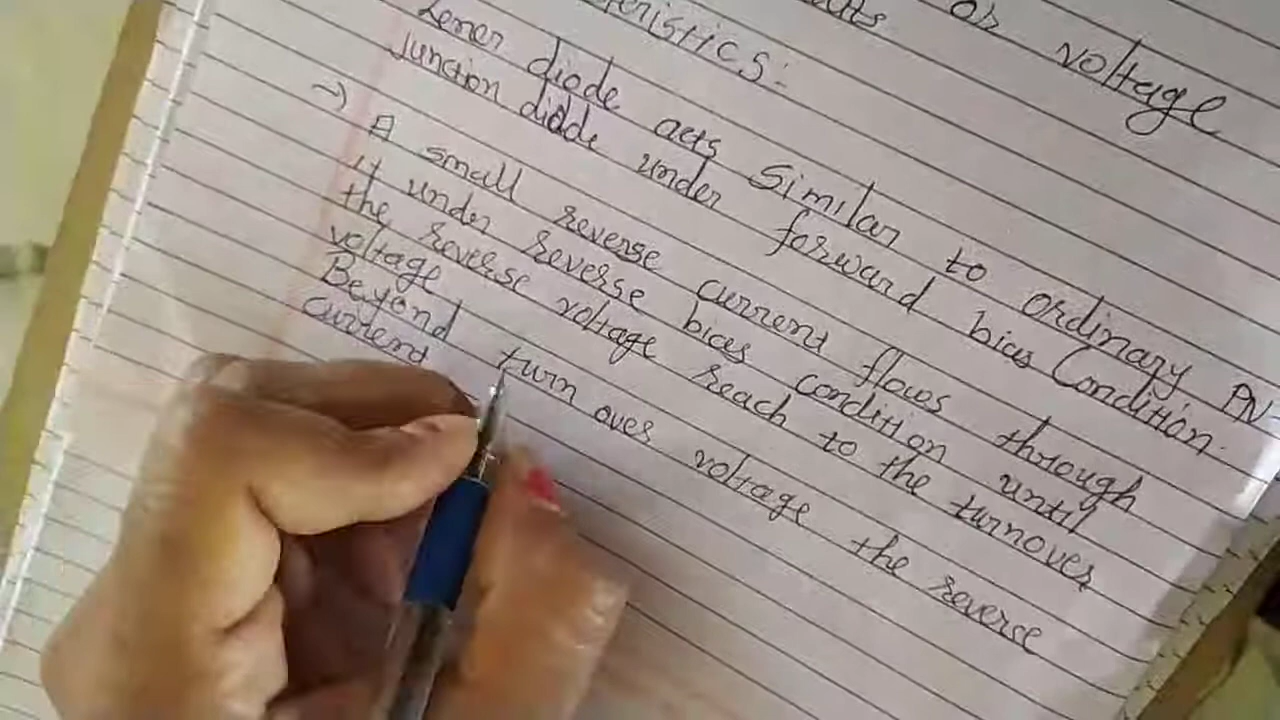 or voltage
teristics:
Zener diode acts Similar to ordinary PN-
Junction diode under forward bias Condition.
→ A small reverse current flows through
it under reverse bias condition until
the reverse voltage reach to the turnover
voltage
Beyond turn over voltage the reverse
current